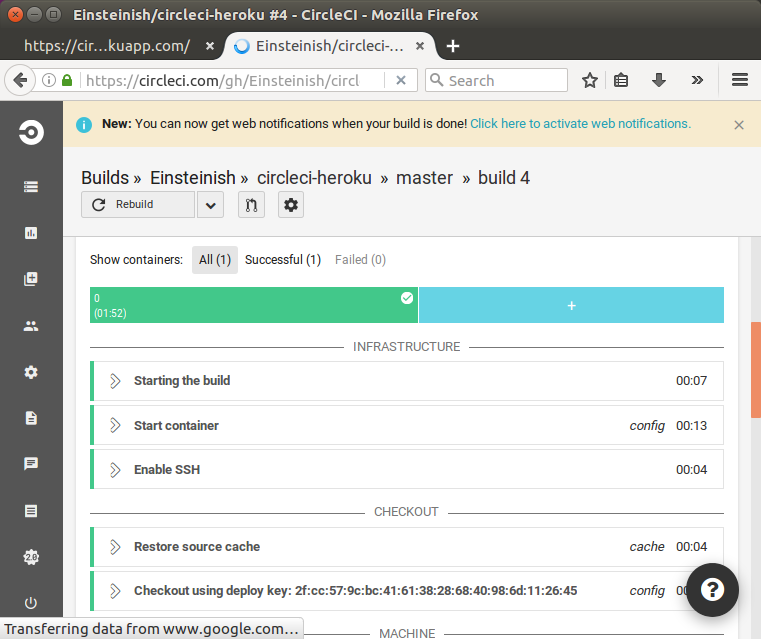 Einsteinish/circleci-heroku #4 - CircleCI - Mozilla Firefox
https://cir...kuapp.com/ Einsteinish/circleci-...
https://circleci.com/gh/Einsteinish/circl Search
New: You can now get web notifications when your build is done! Click here to activate web notifications.
Builds » Einsteinish » circleci-heroku » master » build 4
Rebuild
Show containers: All (1) Successful (1) Failed (0)
0
(01:52) +
INFRASTRUCTURE
Starting the build 00:07
Start container config 00:13
Enable SSH 00:04
CHECKOUT
Restore source cache cache 00:04
Checkout using deploy key: 2f:cc:57:9c:bc:41:61:38:28:68:40:98:6d:11:26:45 config
2.0
Transferring data from www.google.com...
MACHINE